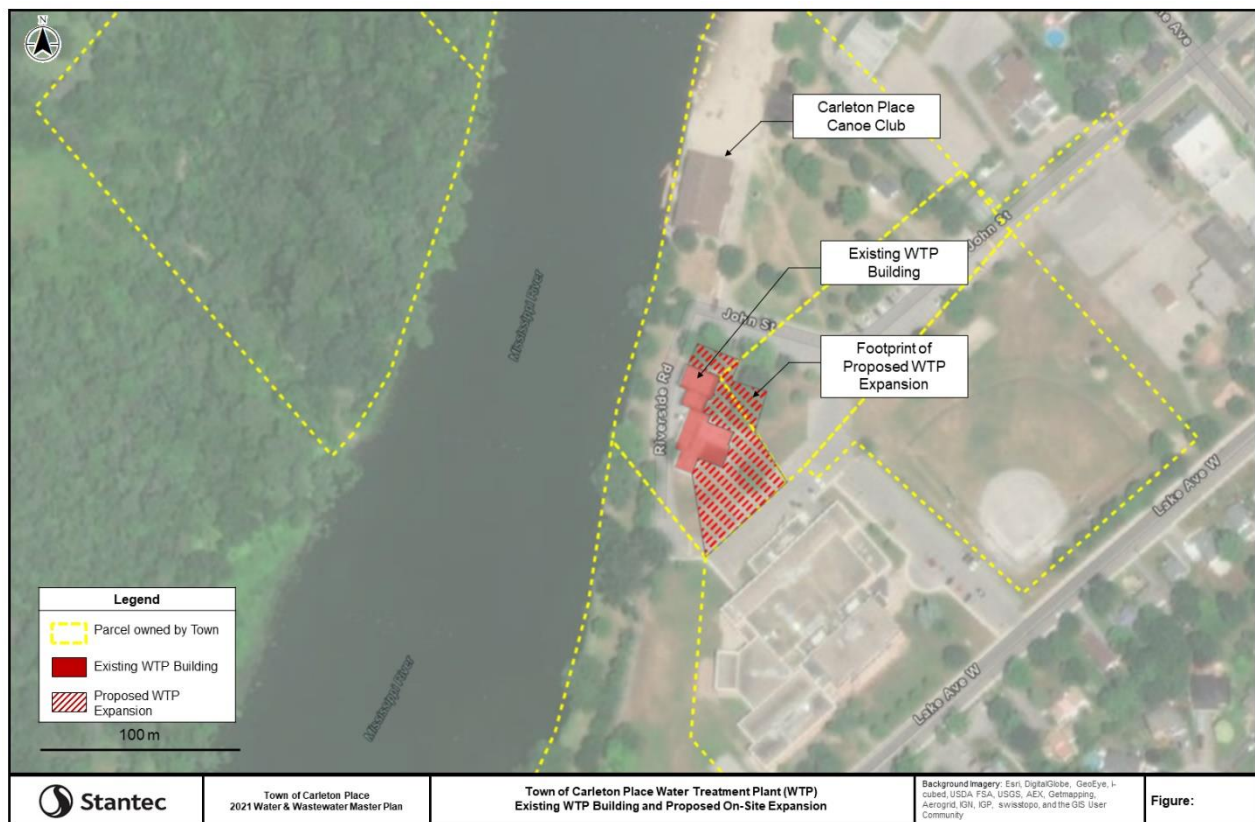 N
ke Ave
Carleton Place
Canoe Club
John St
Existing WTP
Building
Mississippi River
John St
Footprint of
Proposed WTP
Expansion
Riverside Rd
Lake Ave W
Legend
Parcel owned by Town
Existing WTP Building
Proposed WTP
Expansion
100 m
Mississippi River
Lake Ave W
Stantec
Town of Carleton Place
2021 Water & Wastewater Master Plan
Town of Carleton Place Water Treatment Plant (WTP)
Existing WTP Building and Proposed On-Site Expansion
Background Imagery: Esri, DigitalGlobe, GeoEye, i-
cubed, USDA FSA, USGS, AEX, Getmapping,
Aerogrid, IGN, IGP, swisstopo, and the GIS User
Community
Figure: